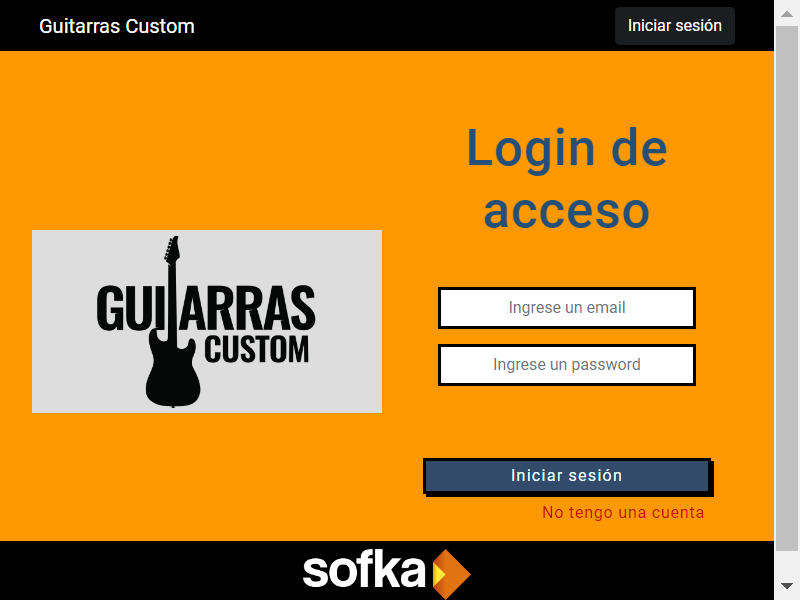 Guitarras Custom
Iniciar sesión
Login de
acceso
GUITARRAS
CUSTOM
Ingrese un email
Ingrese un password
Iniciar sesión
No tengo una cuenta
sofka